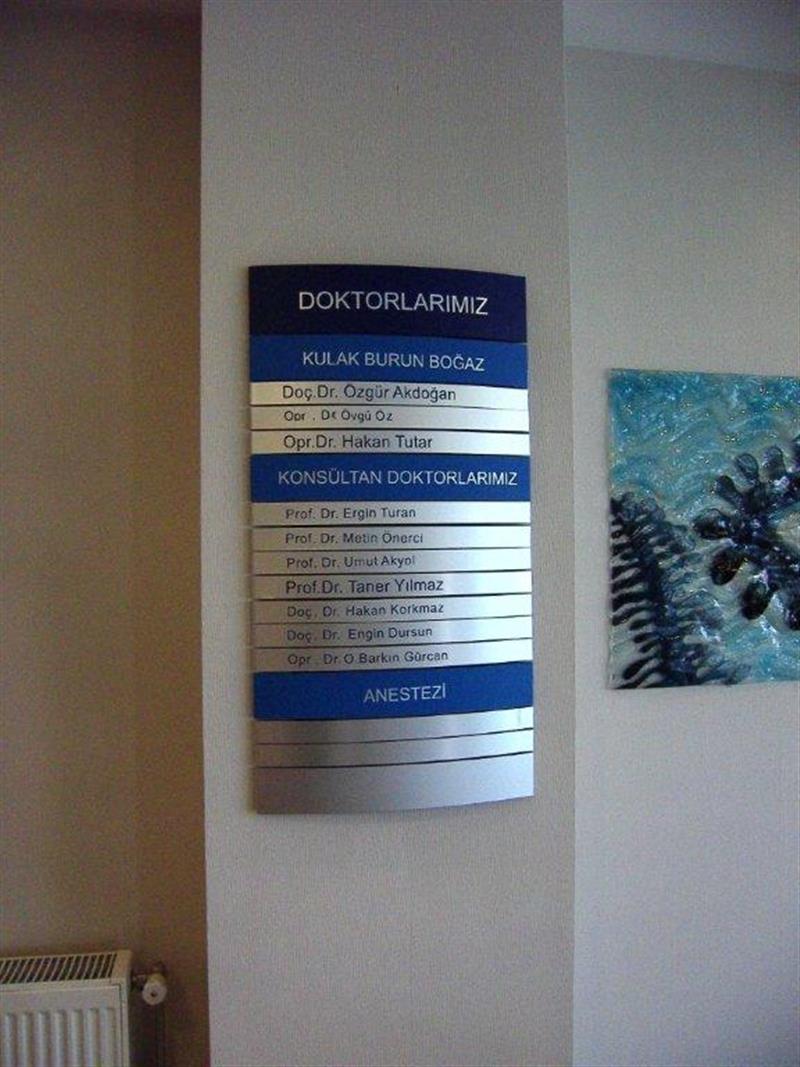 DOKTORLARIMIZ
KULAK BURUN BOĞAZ
Doç.Dr. Özgür Akdoğan
Opr . Dr Övgü Öz
Opr.Dr. Hakan Tutar
KONSÜLTAN DOKTORLARIMIZ
Prof. Dr. Ergin Turan
Prof. Dr. Metin Önerci
Prof. Dr. Umut Akyol
Prof.Dr. Taner Yılmaz
Doç. Dr. Hakan Korkmaz
Doç. Dr. Engin Dursun
Opr . Dr. O.Barkın Gürcan
ANESTEZİ